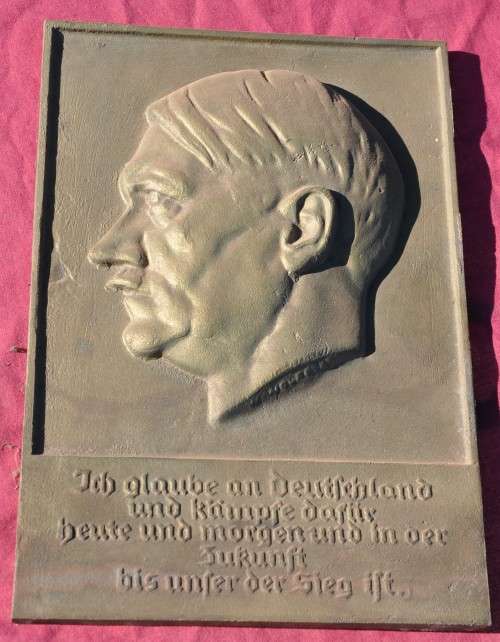 Ich glaube an Deutschland
und kämpfe dafür
heute und morgen und in der
Zukunft
bis unser der Sieg ist.